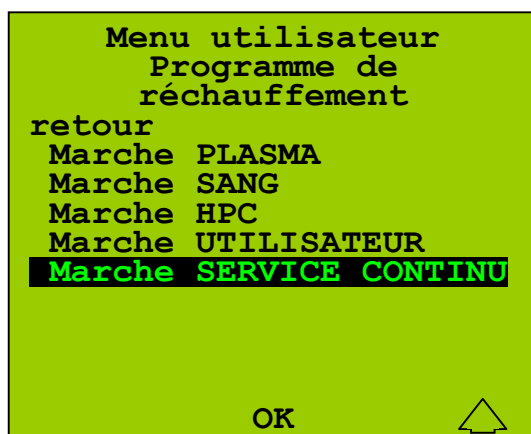 Menu utilisateur
Programme de
réchauffement
retour
Marche PLASMA
Marche SANG
Marche HPC
Marche UTILISATEUR
Marche SERVICE CONTINU
OK